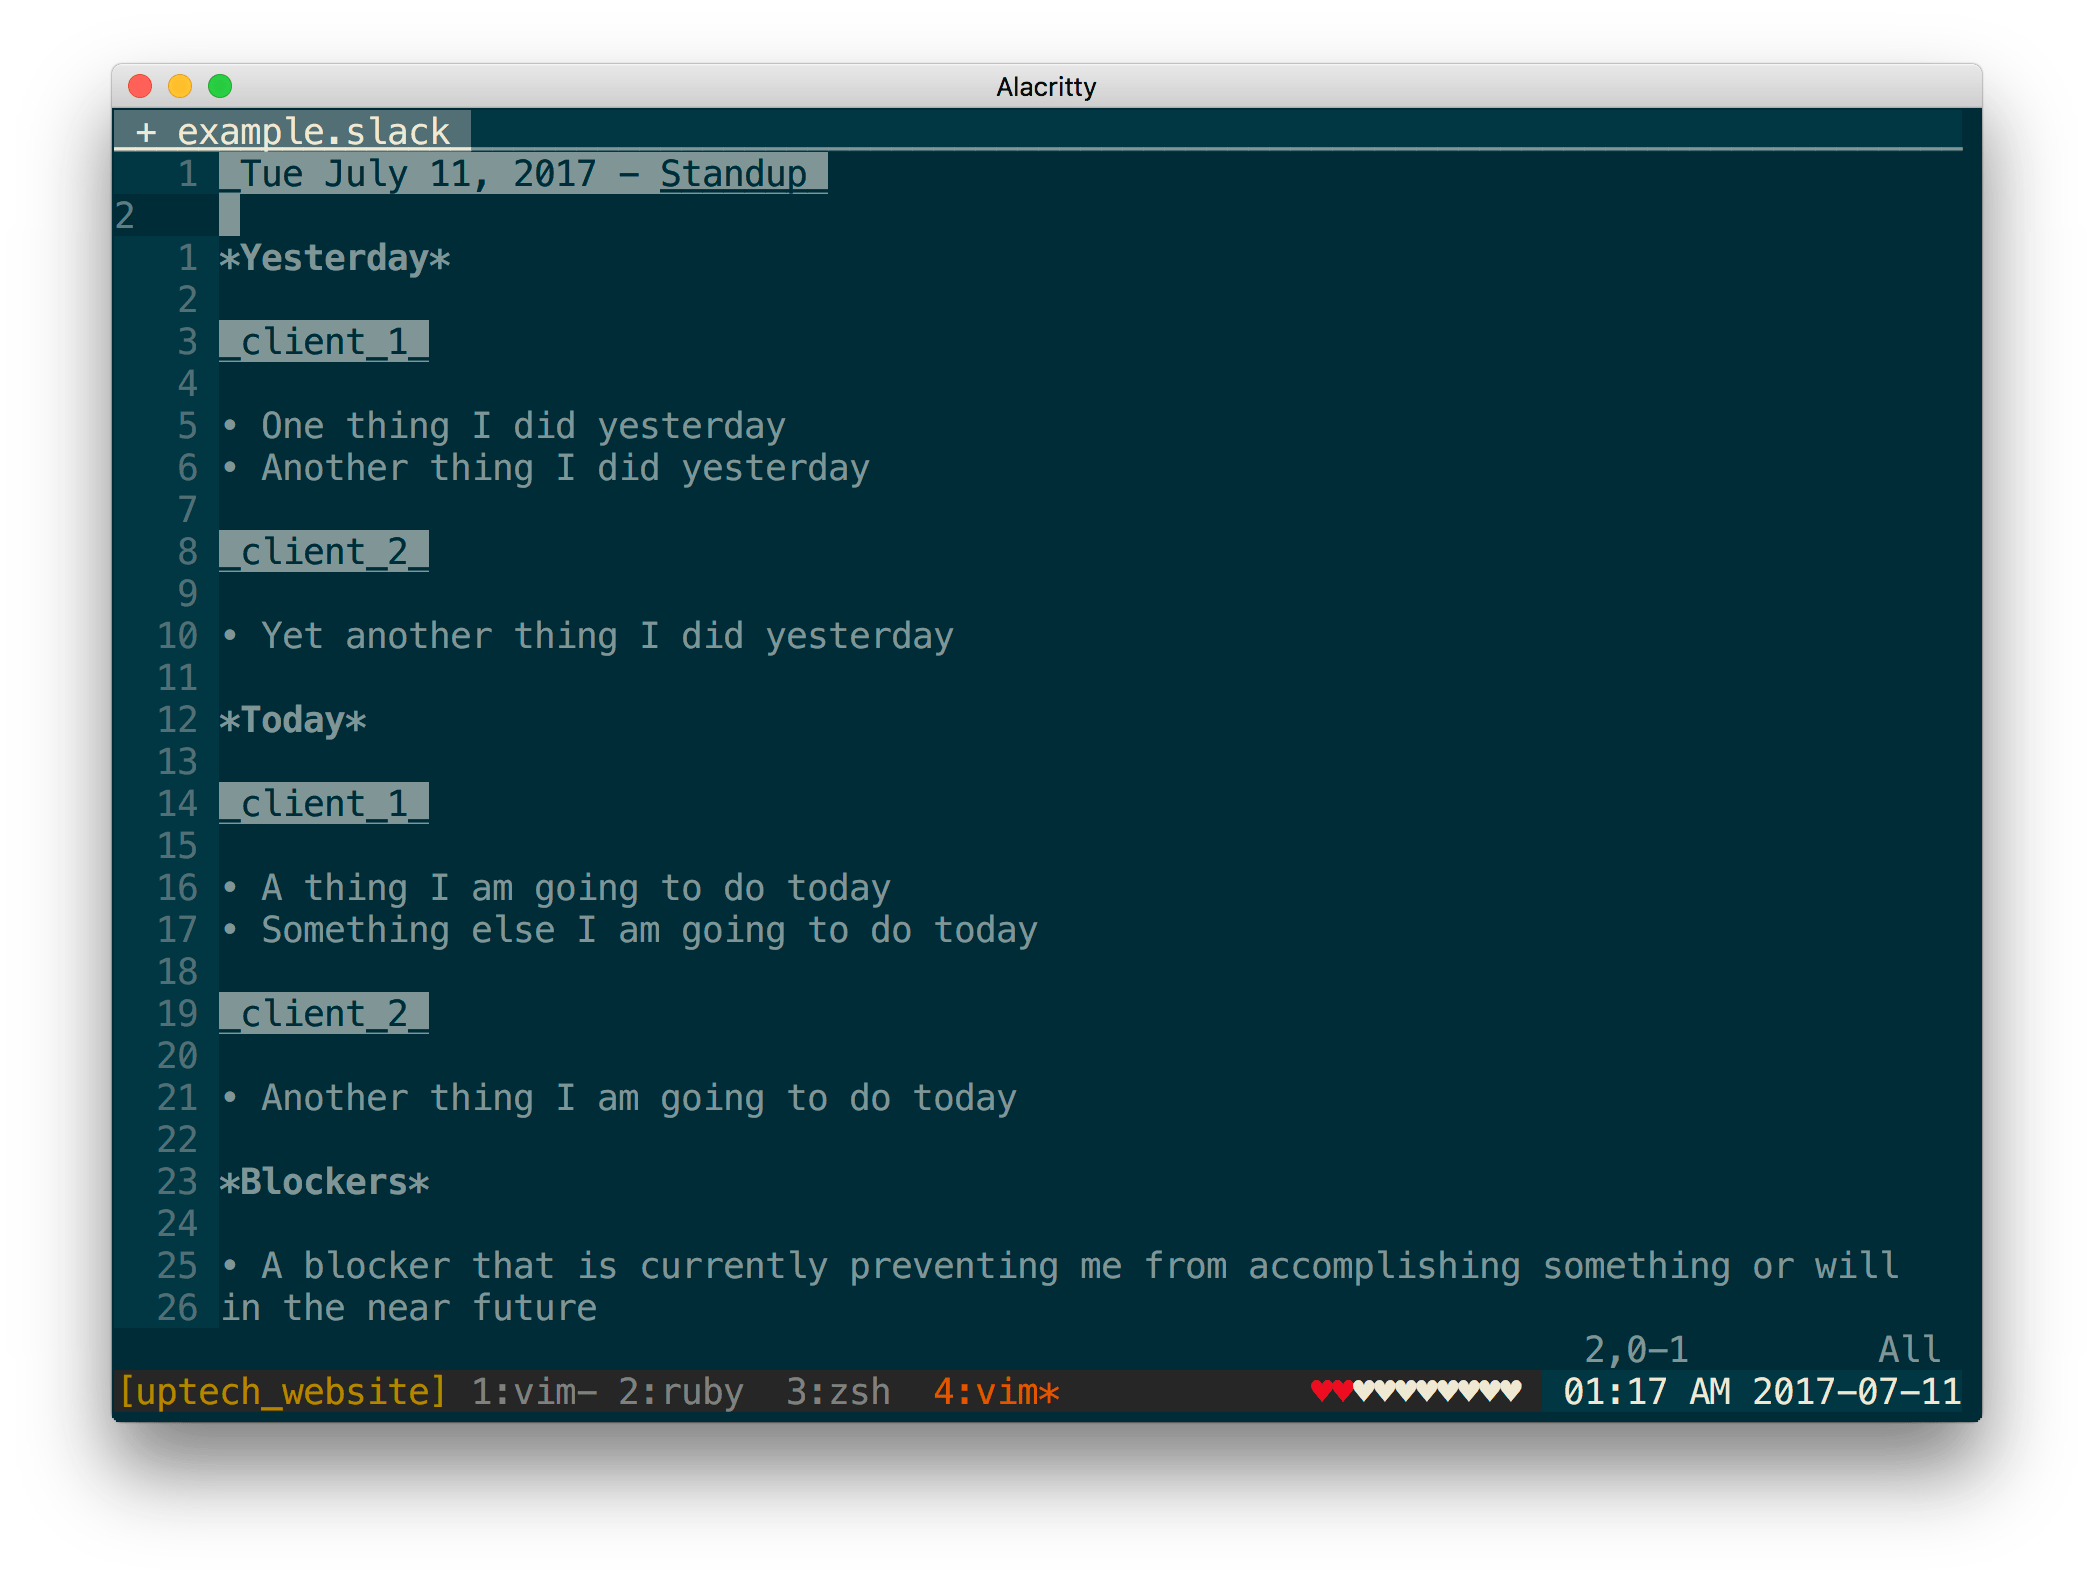 Alacritty
+ example.slack
1 _Tue July 11, 2017 - Standup_
2
1 *Yesterday*
2
3 _client_1_
4
5 • One thing I did yesterday
6 • Another thing I did yesterday
7
8 _client_2_
9
10 • Yet another thing I did yesterday
11
12 *Today*
13
14 _client_1_
15
16 • A thing I am going to do today
17 • Something else I am going to do today
18
19 _client_2_
20
21 • Another thing I am going to do today
22
23 *Blockers*
24
25 • A blocker that is currently preventing me from accomplishing something or will
26 in the near future
2,0-1 All
[uptech_website] 1:vim- 2:ruby 3:zsh 4:vim* ♥♥♥♥♥♥♥♥♥♥ 01:17 AM 2017-07-11